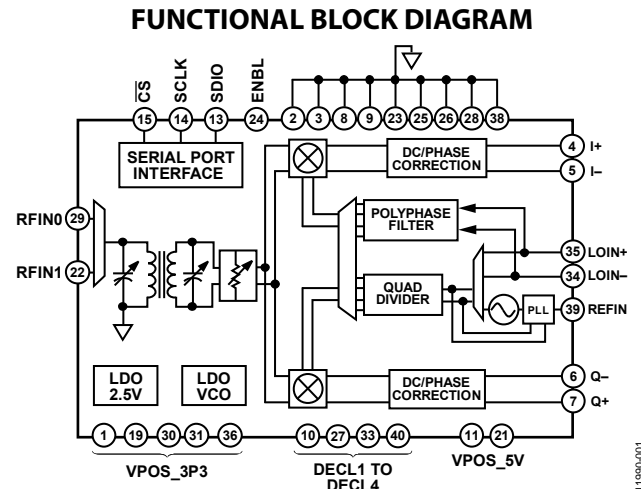 FUNCTIONAL BLOCK DIAGRAM
CS
SCLK
SDIO
ENBL
15
14
13
24
2
3
8
9
23
25
26
28
38
SERIAL PORT
INTERFACE
DC/PHASE
CORRECTION
4
I+
5
I–
RFIN0
29
POLYPHASE
FILTER
35
LOIN+
RFIN1
22
34
LOIN–
QUAD
DIVIDER
PLL
39
REFIN
LDO
2.5V
LDO
VCO
DC/PHASE
CORRECTION
6
Q–
7
Q+
1
19
30
31
36
10
27
33
40
11
21
VPOS_3P3
DECL1 TO
DECL4
VPOS_5V
11990-001